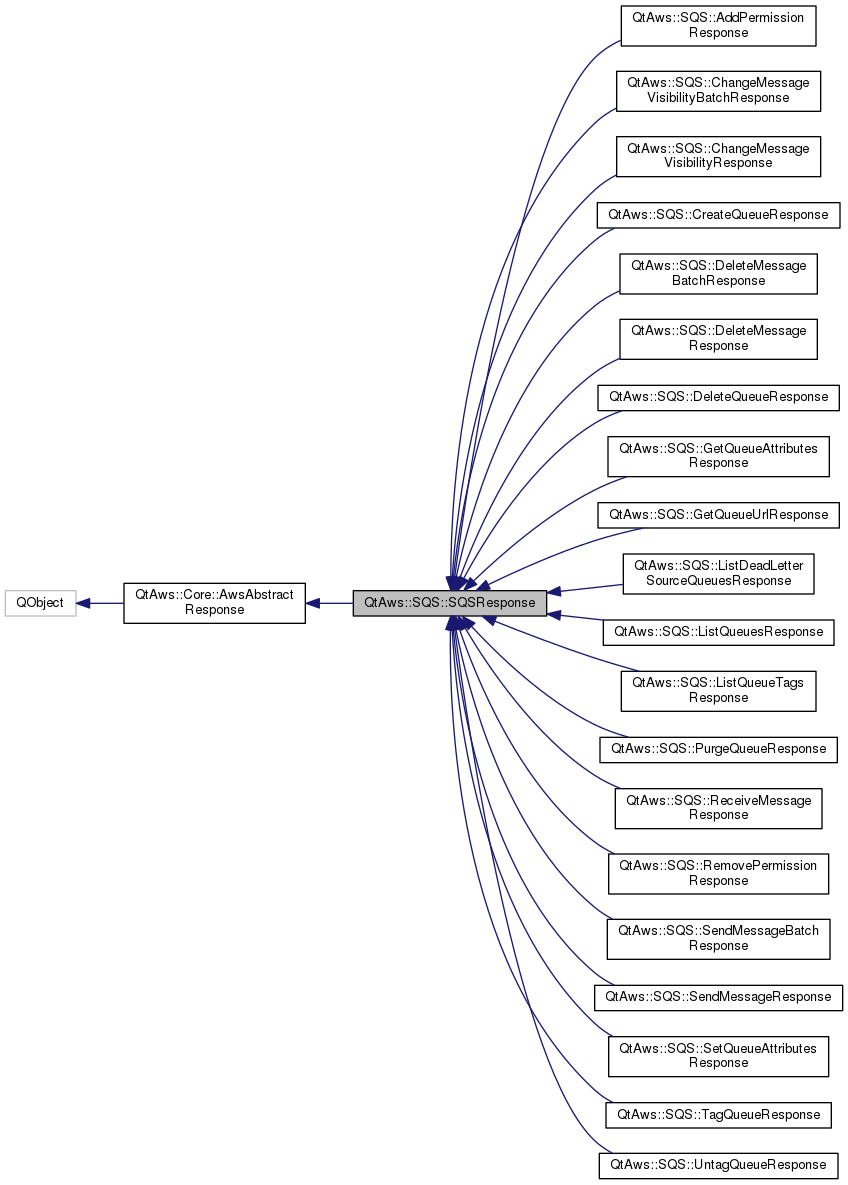 QtAws::SQS::AddPermission
Response
QtAws::SQS::ChangeMessage
VisibilityBatchResponse
QtAws::SQS::ChangeMessage
VisibilityResponse
QtAws::SQS::CreateQueueResponse
QtAws::SQS::DeleteMessage
BatchResponse
QtAws::SQS::DeleteMessage
Response
QtAws::SQS::DeleteQueueResponse
QtAws::SQS::GetQueueAttributes
Response
QtAws::SQS::GetQueueUrlResponse
QtAws::SQS::ListDeadLetter
SourceQueuesResponse
QObject
QtAws::Core::AwsAbstract
Response
QtAws::SQS::SQSResponse
QtAws::SQS::ListQueuesResponse
QtAws::SQS::ListQueueTags
Response
QtAws::SQS::PurgeQueueResponse
QtAws::SQS::ReceiveMessage
Response
QtAws::SQS::RemovePermission
Response
QtAws::SQS::SendMessageBatch
Response
QtAws::SQS::SendMessageResponse
QtAws::SQS::SetQueueAttributes
Response
QtAws::SQS::TagQueueResponse
QtAws::SQS::UntagQueueResponse